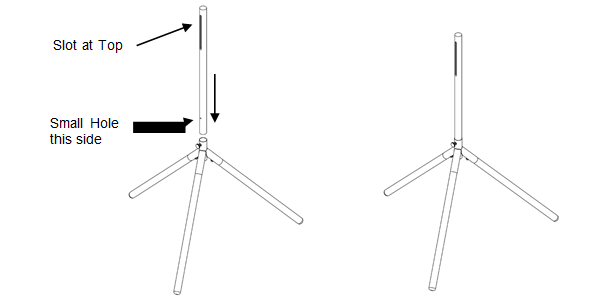 Slot at Top
Small Hole
this side